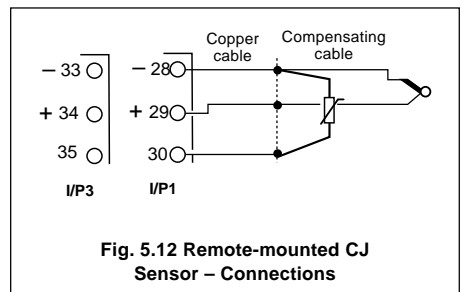 Copper
cable
Compensating
cable
– 33
+ 34
35
I/P3
– 28
+ 29
30
I/P1
Fig. 5.12 Remote-mounted CJ
Sensor – Connections